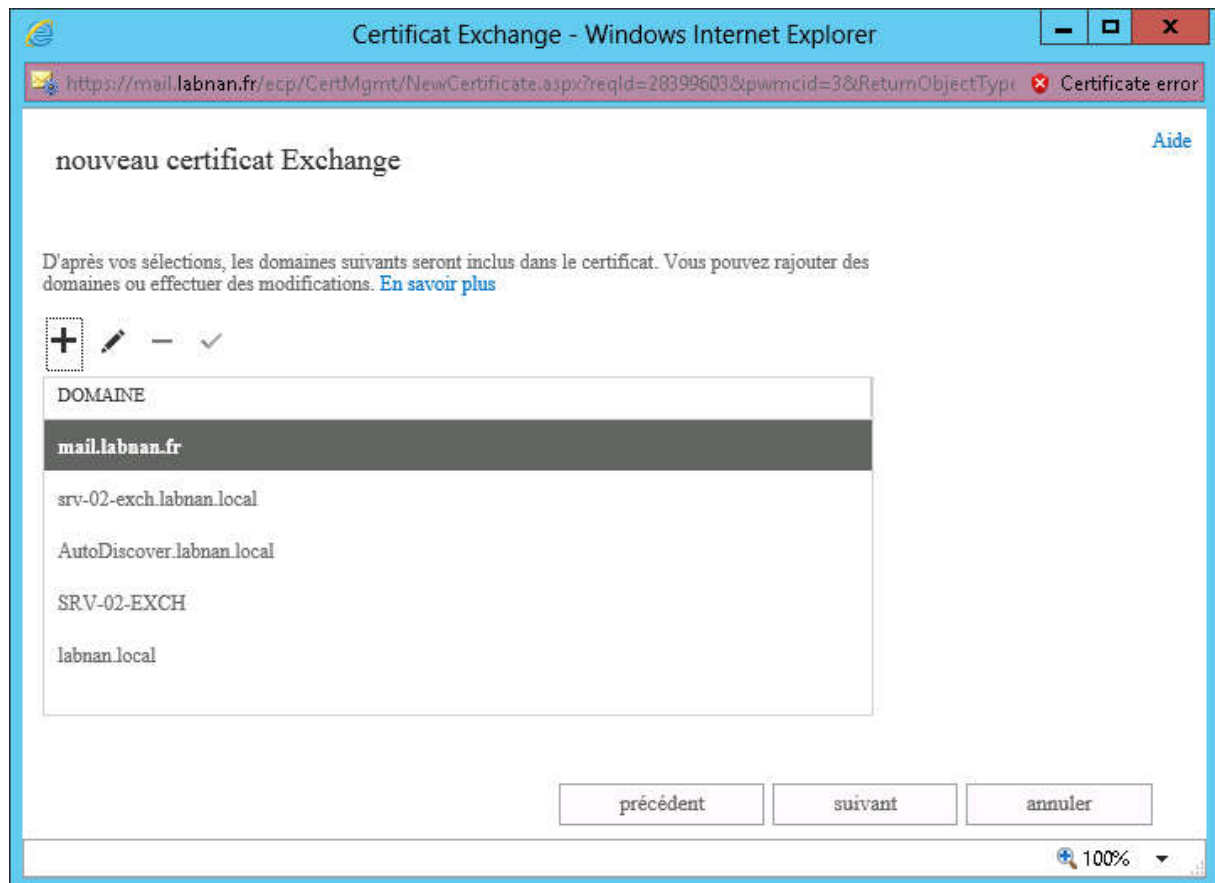 Certificat Exchange - Windows Internet Explorer
https://mail.labnan.fr/ecp/CertMgmt/NewCertificate.aspx?reqId=28399603&pwmcid=3&ReturnObjectType
Certificate error
Aide
nouveau certificat Exchange
D'après vos sélections, les domaines suivants seront inclus dans le certificat. Vous pouvez rajouter des
domaines ou effectuer des modifications. En savoir plus
DOMAINE
mail.labnan.fr
srv-02-exch.labnan.local
AutoDiscover.labnan.local
SRV-02-EXCH
labnan.local
précédent
suivant
annuler
100%